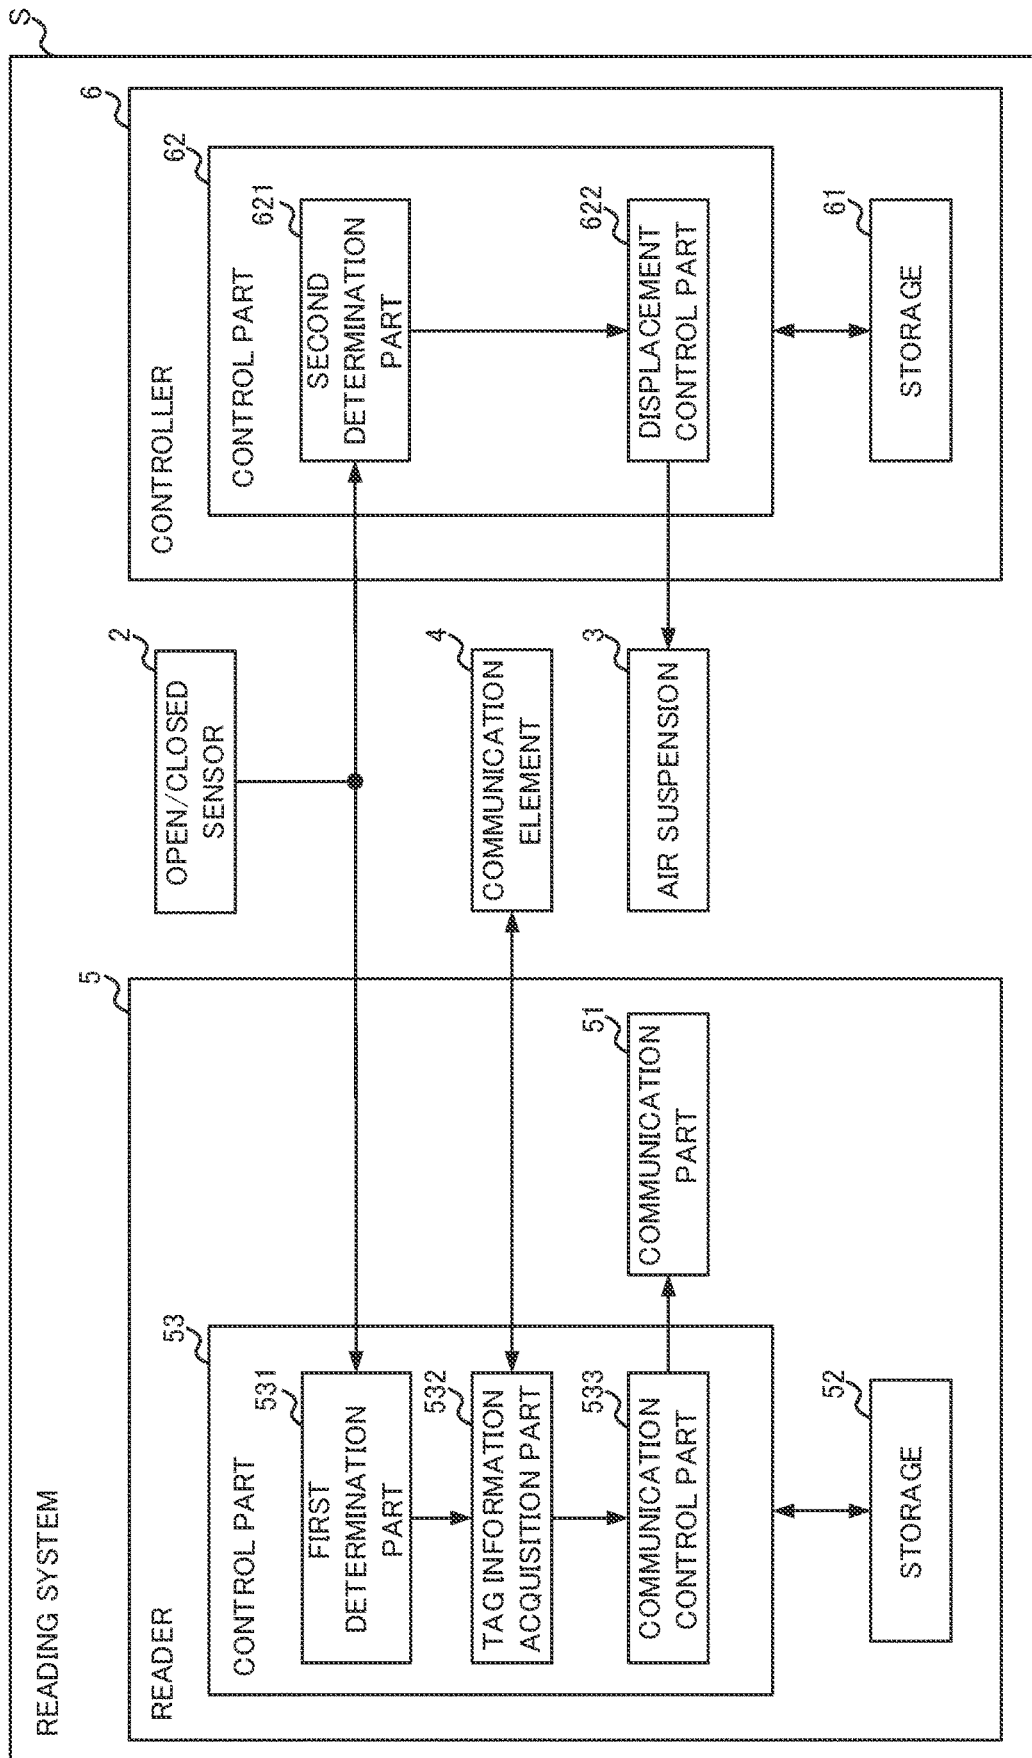 S
READING SYSTEM
5
READER
53
CONTROL PART
531
FIRST
DETERMINATION
PART
532
TAG INFORMATION
ACQUISITION PART
533
COMMUNICATION
CONTROL PART
51
COMMUNICATION
PART
52
STORAGE
2
OPEN/CLOSED
SENSOR
4
COMMUNICATION
ELEMENT
3
AIR SUSPENSION
6
CONTROLLER
62
CONTROL PART
621
SECOND
DETERMINATION
PART
622
DISPLACEMENT
CONTROL PART
61
STORAGE